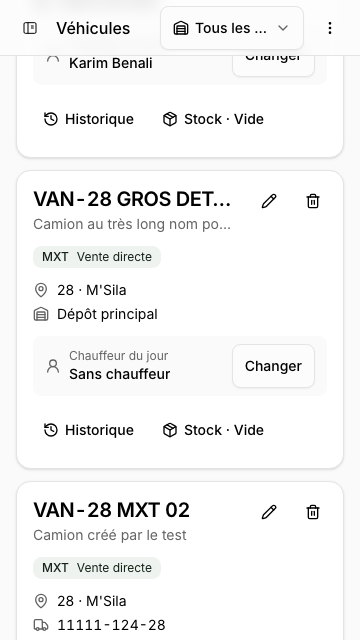 Véhicules
Tous les ...
Karim Benali
Changer
Historique
Stock · Vide
VAN-28 GROS DET...
Camion au très long nom po...
MXT Vente directe
28 · M'Sila
Dépôt principal
Chauffeur du jour
Sans chauffeur
Changer
Historique
Stock · Vide
VAN-28 MXT 02
Camion créé par le test
MXT Vente directe
28 · M'Sila
11111-124-28